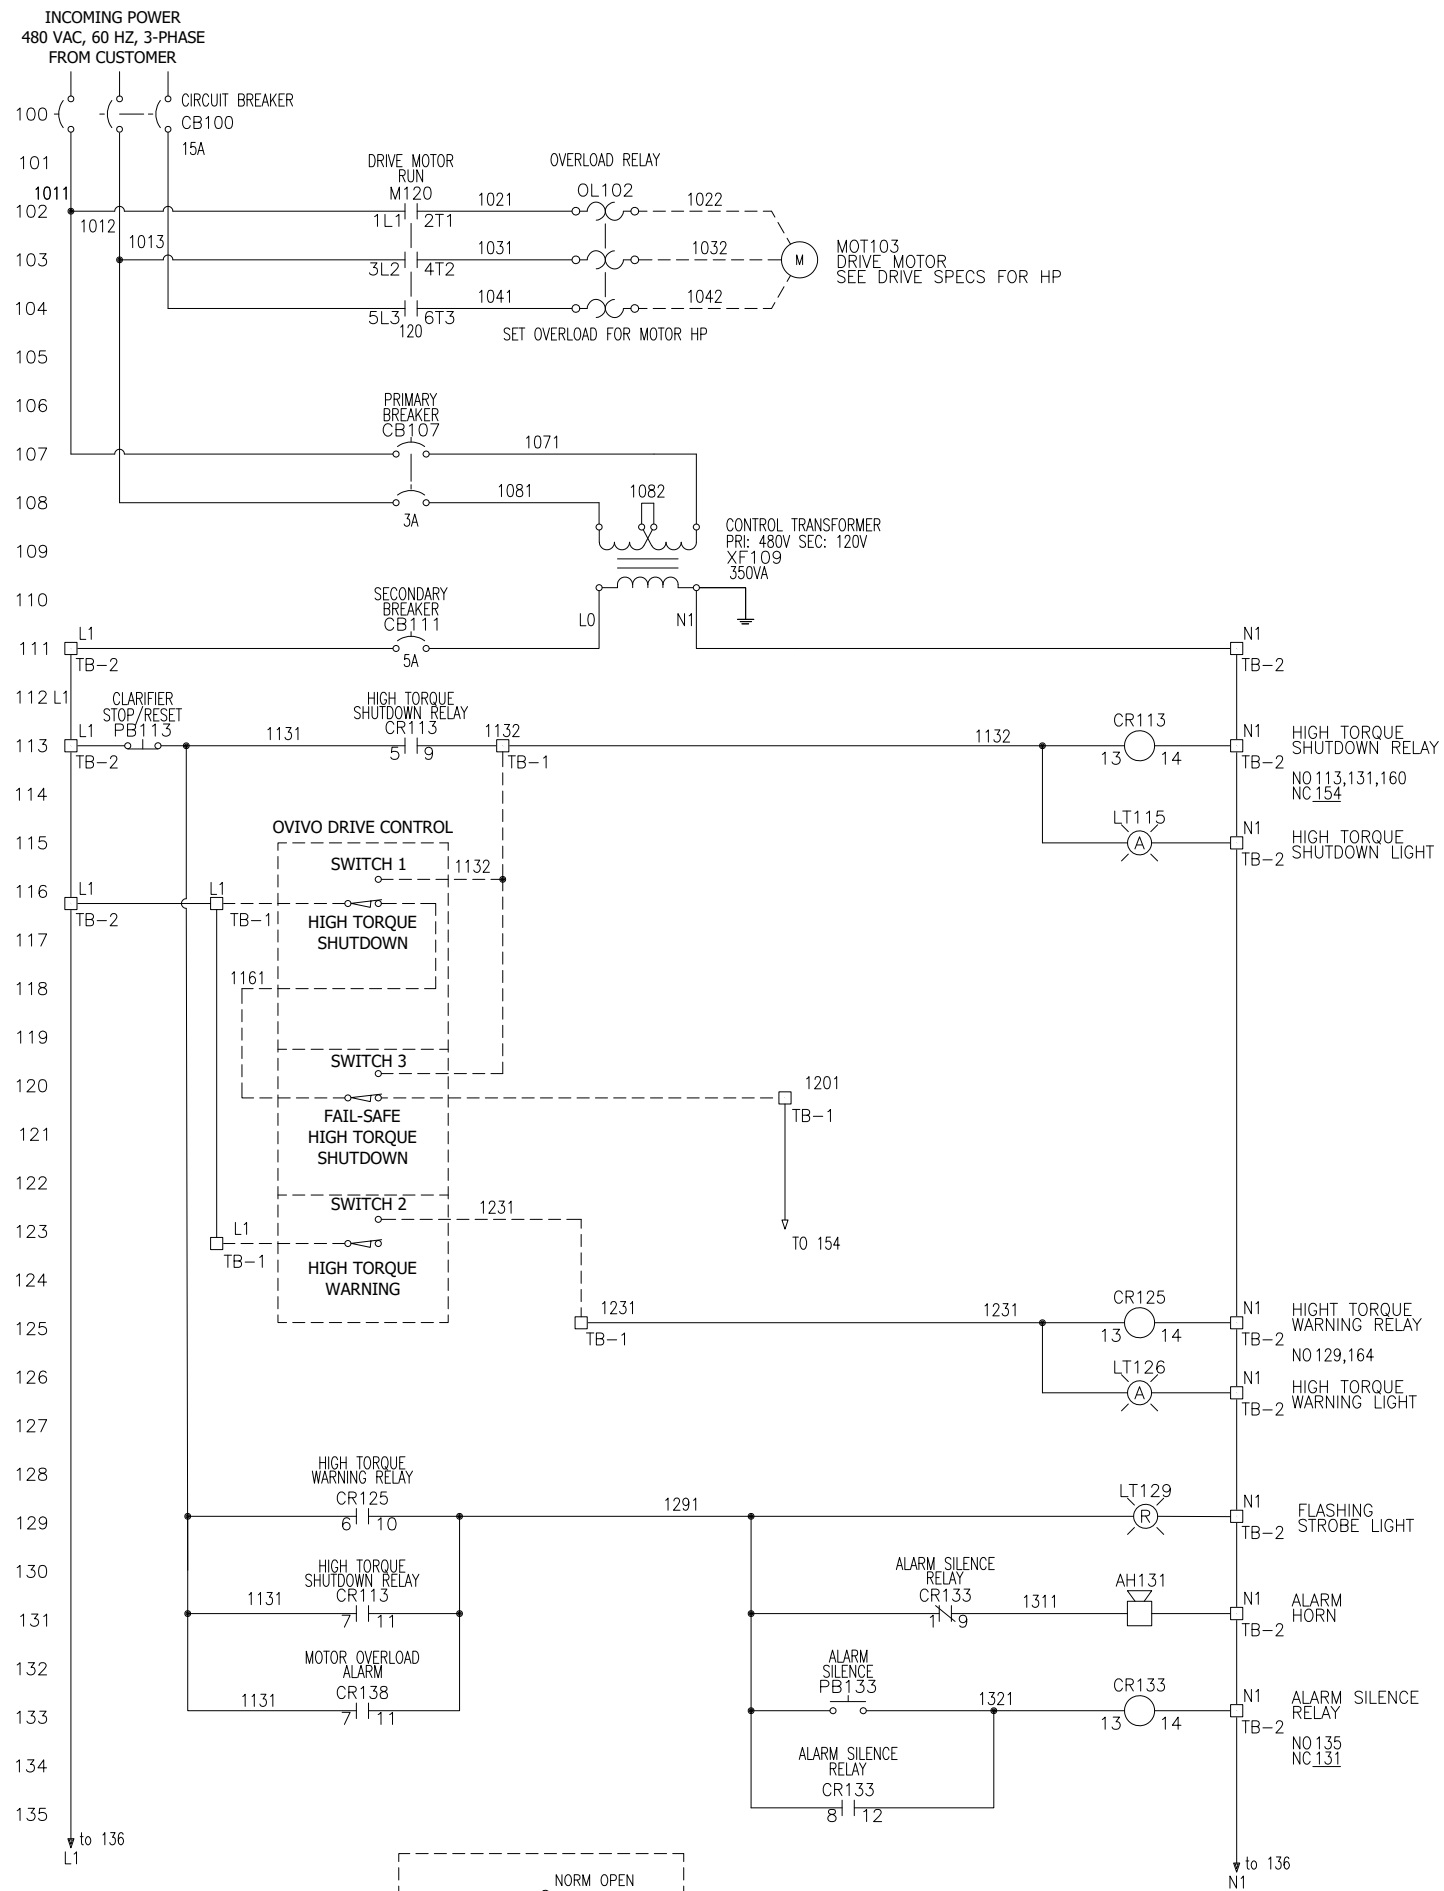 INCOMING POWER
480 VAC, 60 HZ, 3-PHASE
FROM CUSTOMER
100
CIRCUIT BREAKER
CB100
15A
101
DRIVE MOTOR
RUN
M120
OVERLOAD RELAY
OL102
1011
102
1012
1L1
2T1
1021
1022
1013
103
3L2
4T2
1031
1032
M
MOT103
DRIVE MOTOR
SEE DRIVE SPECS FOR HP
104
5L3
6T3
120
1041
1042
SET OVERLOAD FOR MOTOR HP
105
106
PRIMARY
BREAKER
CB107
107
1071
108
3A
1081
1082
CONTROL TRANSFORMER
PRI: 480V SEC: 120V
XF109
350VA
109
110
SECONDARY
BREAKER
CB111
L0
N1
111
L1
TB-2
5A
N1
TB-2
112
L1
CLARIFIER
STOP/RESET
PB113
HIGH TORQUE
SHUTDOWN RELAY
CR113
113
L1
TB-2
1131
5
9
1132
TB-1
1132
CR113
13
14
N1
TB-2
HIGH TORQUE
SHUTDOWN RELAY
NO 113,131,160
NC 154
114
115
OVIVO DRIVE CONTROL
LT115
A
N1
TB-2
HIGH TORQUE
SHUTDOWN LIGHT
SWITCH 1
1132
116
L1
TB-2
L1
TB-1
HIGH TORQUE
SHUTDOWN
117
118
1161
119
SWITCH 3
120
1201
TB-1
FAIL-SAFE
HIGH TORQUE
SHUTDOWN
121
122
SWITCH 2
1231
123
L1
TB-1
TO 154
HIGH TORQUE
WARNING
124
125
1231
TB-1
1231
CR125
13
14
N1
TB-2
HIGHT TORQUE
WARNING RELAY
NO 129,164
126
LT126
A
N1
TB-2
HIGH TORQUE
WARNING LIGHT
127
128
HIGH TORQUE
WARNING RELAY
CR125
129
6
10
1291
LT129
R
N1
TB-2
FLASHING
STROBE LIGHT
130
HIGH TORQUE
SHUTDOWN RELAY
CR113
ALARM SILENCE
RELAY
CR133
131
1131
7
11
1
9
1311
AH131
N1
TB-2
ALARM
HORN
132
MOTOR OVERLOAD
ALARM
CR138
ALARM
SILENCE
PB133
133
1131
7
11
1321
CR133
13
14
N1
TB-2
ALARM SILENCE
RELAY
NO 135
NC 131
134
ALARM SILENCE
RELAY
CR133
135
8
12
to 136
L1
to 136
N1
NORM OPEN